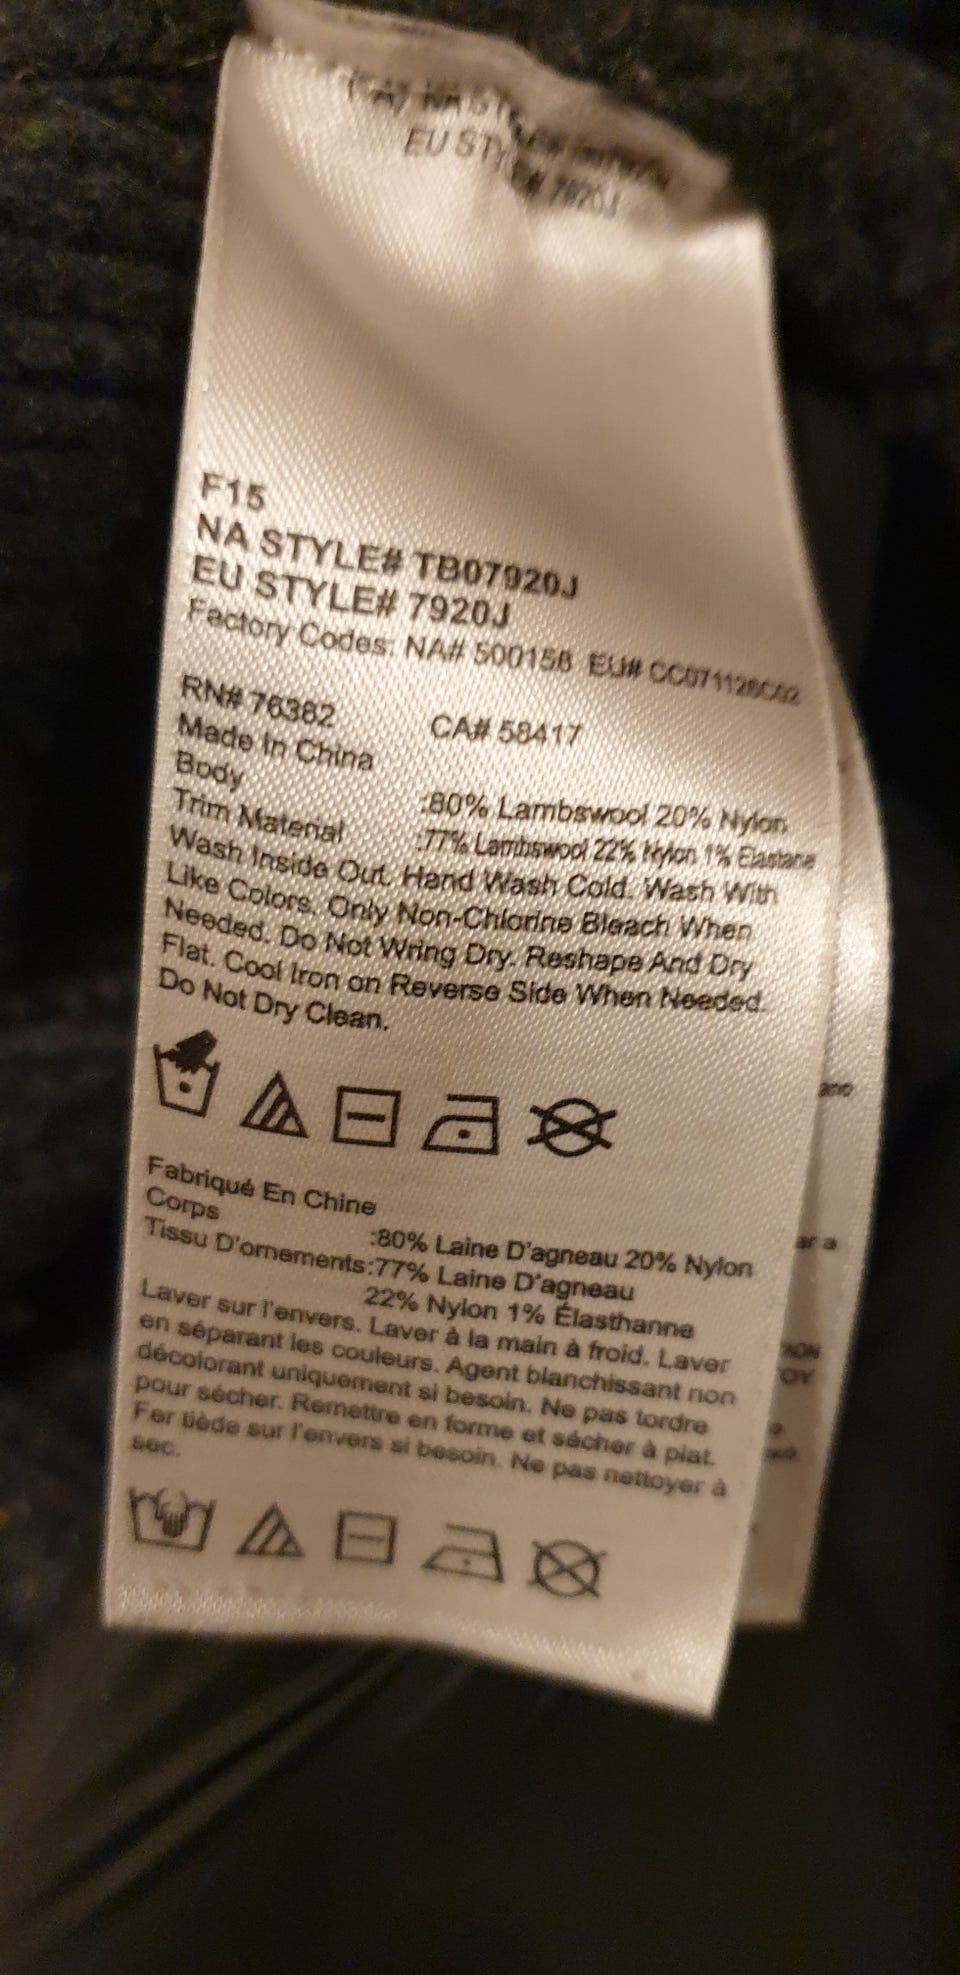 EU STYLE# 7920J
F15
NA STYLE# TB07920J
EU STYLE# 7920J
Factory Codes: NA# 500158 EU# CC071128C02
RN# 76382 CA# 58417
Made In China
Body :80% Lambswool 20% Nylon
Trim Material :77% Lambswool 22% Nylon 1% Elastane
Wash Inside Out. Hand Wash Cold. Wash With
Like Colors. Only Non-Chlorine Bleach When
Needed. Do Not Wring Dry. Reshape And Dry
Flat. Cool Iron on Reverse Side When Needed.
Do Not Dry Clean.
Fabriqué En Chine
Corps :80% Laine D'agneau 20% Nylon
Tissu D'ornements:77% Laine D'agneau
22% Nylon 1% Élasthanne
Laver sur l'envers. Laver à la main à froid. Laver
en séparant les couleurs. Agent blanchissant non
décolorant uniquement si besoin. Ne pas tordre
pour sécher. Remettre en forme et sécher à plat.
Fer tiède sur l'envers si besoin. Ne pas nettoyer à
sec.